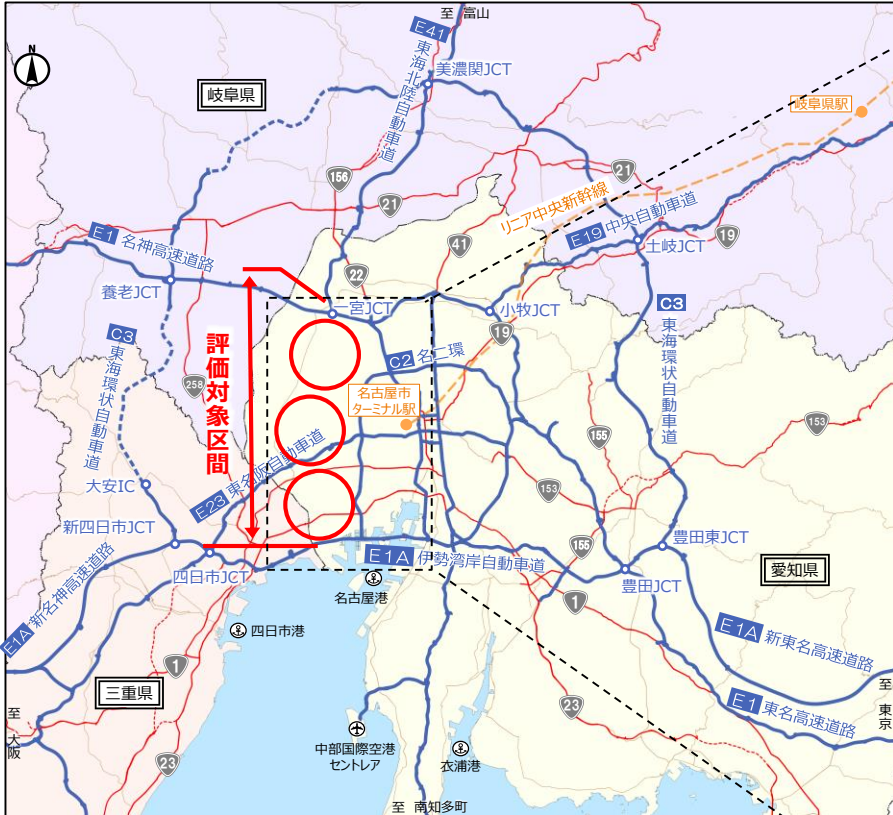 至 富山
N
E41
東海北陸自動車道
美濃関JCT
岐阜県
岐阜県駅
156
21
21
リニア中央新幹線
E1 名神高速道路
41
E19 中央自動車道
19
土岐JCT
養老JCT
22
一宮JCT
小牧JCT
C3
東海環状自動車道
19
C3
東海環状自動車道
評価対象区間
C2 名二環
258
名古屋市
ターミナル駅
155
153
E23 東名阪自動車道
大安IC
153
新四日市JCT
155
豊田東JCT
四日市JCT
E1A 伊勢湾岸自動車道
豊田JCT
愛知県
E1A 新名神高速道路
名古屋港
1
四日市港
E1A 新東名高速道路
1
三重県
至 東京
E1 東名高速道路
23
至 大阪
中部国際空港
セントレア
衣浦港
23
至 南知多町